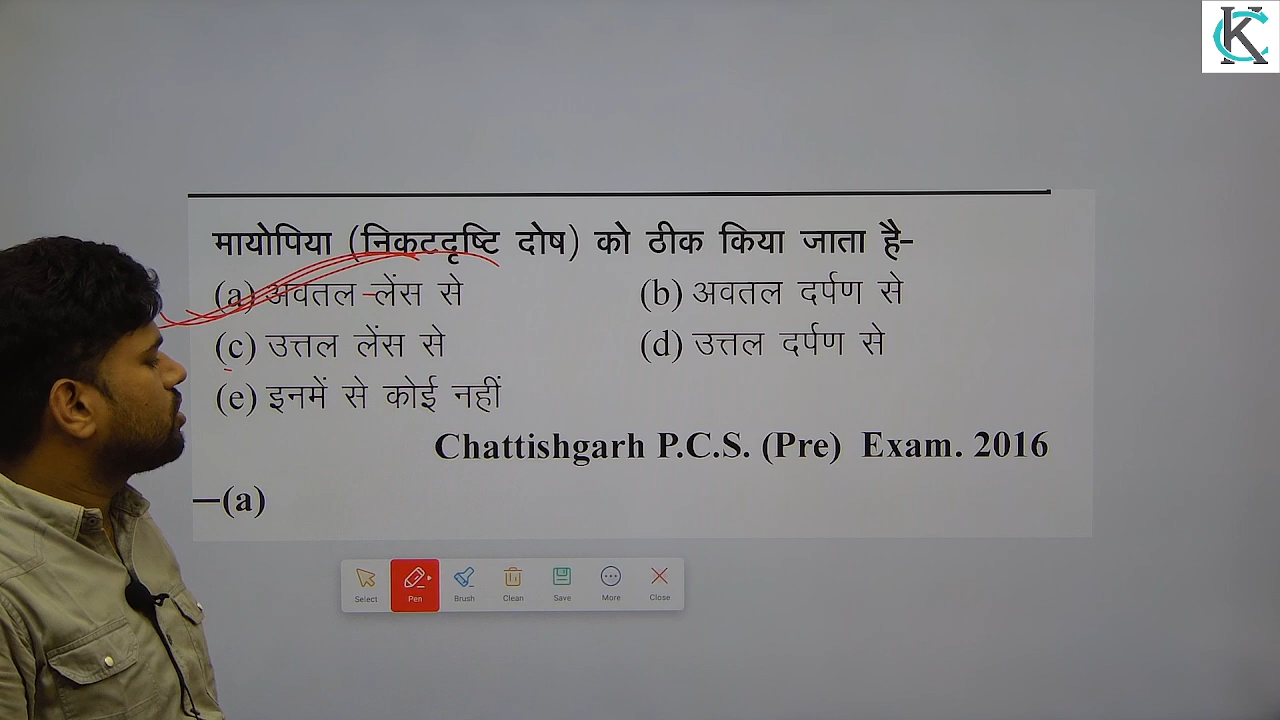 KC
मायोपिया (निकटदृष्टि दोष) को ठीक किया जाता है-
(a) अवतल लेंस से (b) अवतल दर्पण से
(c) उत्तल लेंस से (d) उत्तल दर्पण से
(e) इनमें से कोई नहीं
Chattishgarh P.C.S. (Pre) Exam. 2016
—(a)
Select Pen Brush Clean Save More Close